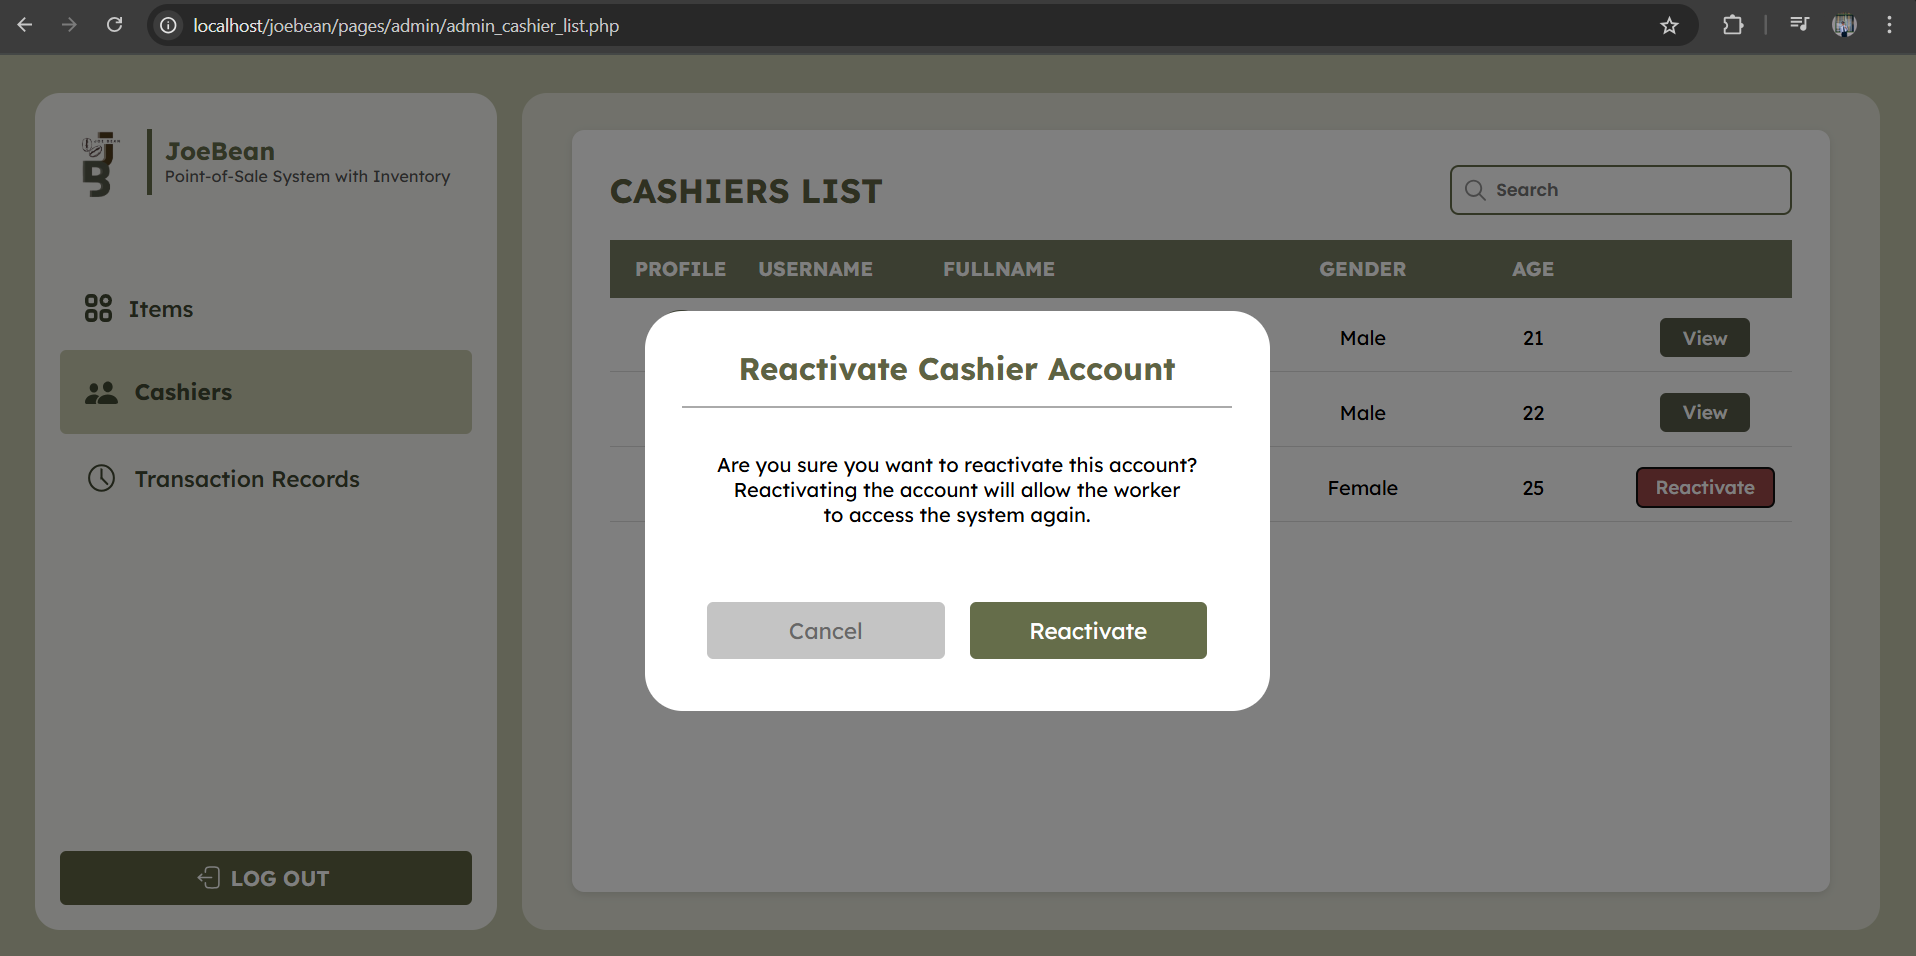 localhost/joebean/pages/admin/admin_cashier_list.php
JoeBean
Point-of-Sale System with Inventory
Items
Cashiers
Transaction Records
LOG OUT
CASHIERS LIST
Search
PROFILE USERNAME FULLNAME GENDER AGE
Male 21 View
Male 22 View
Female 25 Reactivate
Reactivate Cashier Account
Are you sure you want to reactivate this account?
Reactivating the account will allow the worker
to access the system again.
Cancel Reactivate